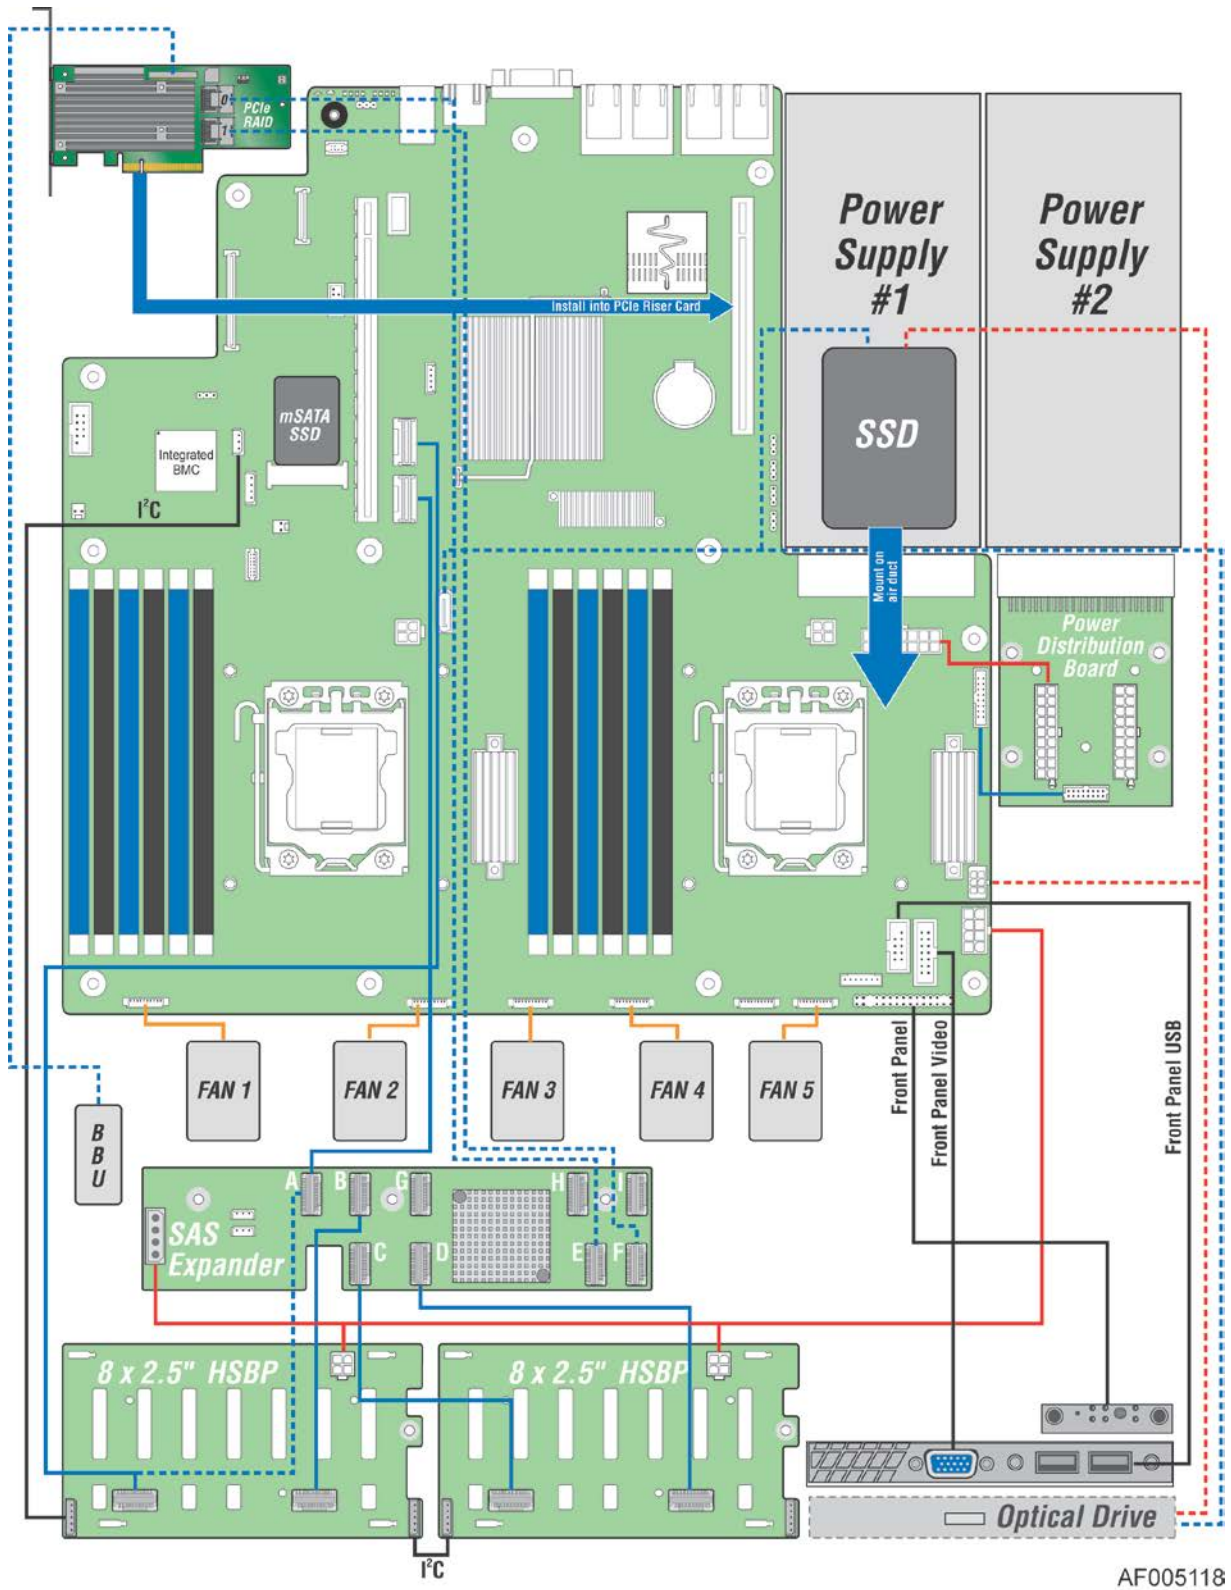 0
1
PCIe
RAID
Power
Supply
#1
Power
Supply
#2
Install into PCIe Riser Card
mSATA
SSD
SSD
Integrated
BMC
I²C
Mount on
air duct
Power
Distribution
Board
FAN 1
FAN 2
FAN 3
FAN 4
FAN 5
Front Panel
Front Panel Video
Front Panel USB
B
B
U
A
B
G
H
I
SAS
Expander
C
D
E
F
8 x 2.5" HSBP
8 x 2.5" HSBP
Optical Drive
I²C
AF005118